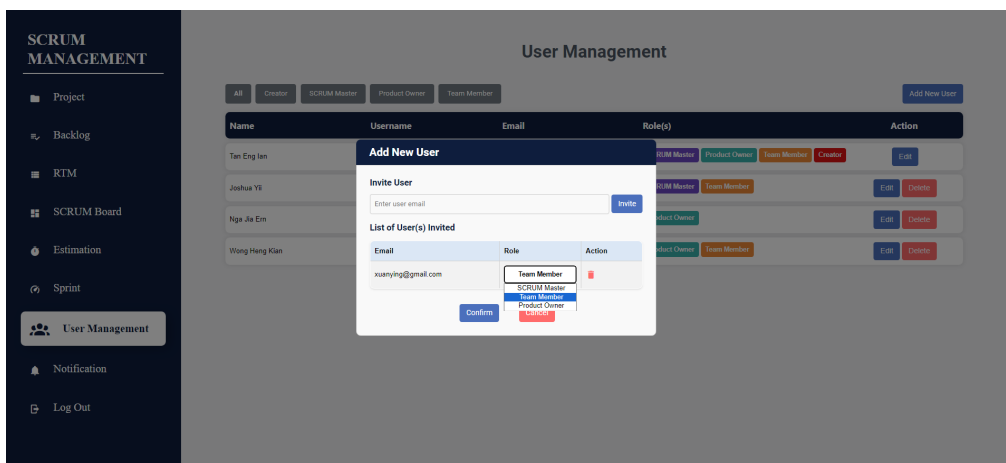 SCRUM
MANAGEMENT
Project
Backlog
RTM
SCRUM Board
Estimation
Sprint
User Management
Notification
Log Out
User Management
All Creator SCRUM Master Product Owner Team Member
Add New User
Name Username Email Role(s) Action
Tan Eng Ian
RUM Master Product Owner Team Member Creator
Edit
Joshua Yii
RUM Master Team Member
Edit Delete
Nga Jia Ern
oduct Owner
Edit Delete
Wong Heng Kian
oduct Owner Team Member
Edit Delete
Add New User
Invite User
Enter user email Invite
List of User(s) Invited
Email Role Action
xuanying@gmail.com Team Member
SCRUM Master
Team Member
Product Owner
Confirm Cancel